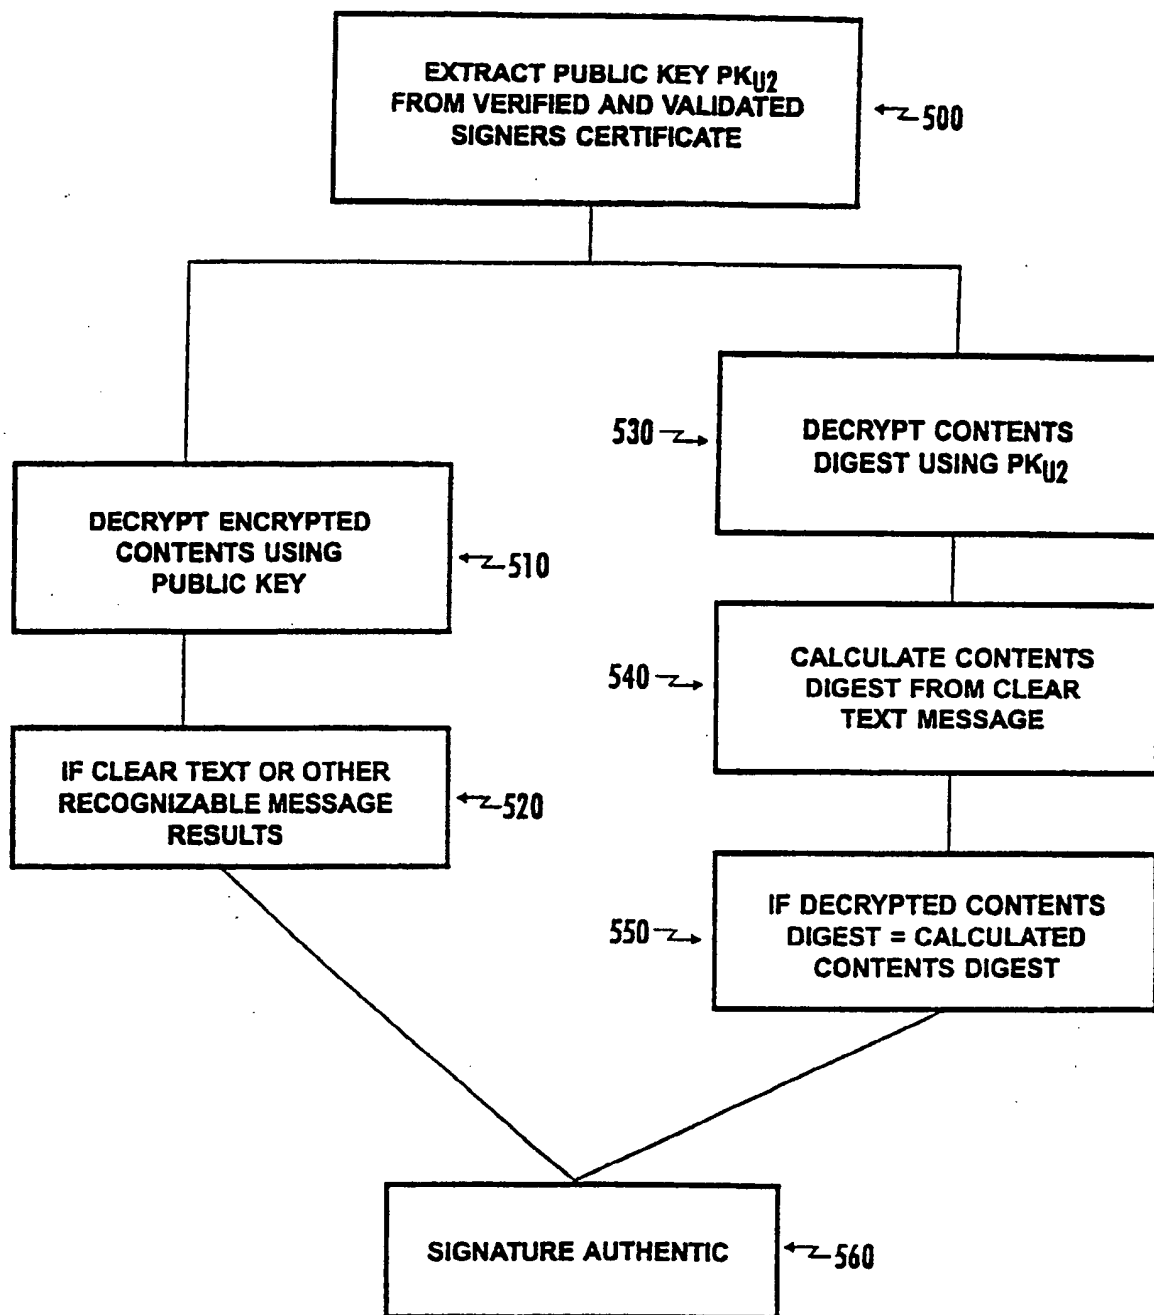 EXTRACT PUBLIC KEY PKU2
FROM VERIFIED AND VALIDATED
SIGNERS CERTIFICATE
500
530
DECRYPT CONTENTS
DIGEST USING PKU2
DECRYPT ENCRYPTED
CONTENTS USING
PUBLIC KEY
510
540
CALCULATE CONTENTS
DIGEST FROM CLEAR
TEXT MESSAGE
IF CLEAR TEXT OR OTHER
RECOGNIZABLE MESSAGE
RESULTS
520
550
IF DECRYPTED CONTENTS
DIGEST = CALCULATED
CONTENTS DIGEST
SIGNATURE AUTHENTIC
560